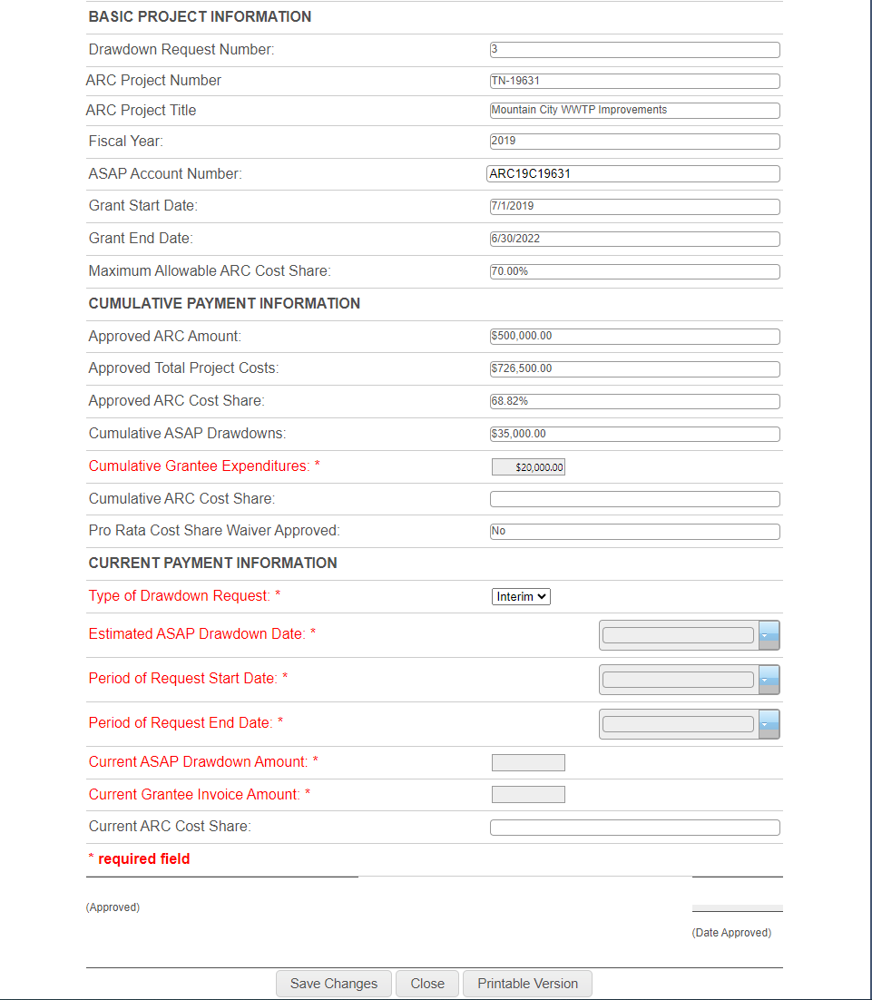 BASIC PROJECT INFORMATION
Drawdown Request Number: 3
ARC Project Number TN-19631
ARC Project Title Mountain City WWTP Improvements
Fiscal Year: 2019
ASAP Account Number: ARC19C19631
Grant Start Date: 7/1/2019
Grant End Date: 6/30/2022
Maximum Allowable ARC Cost Share: 70.00%
CUMULATIVE PAYMENT INFORMATION
Approved ARC Amount: $500,000.00
Approved Total Project Costs: $726,500.00
Approved ARC Cost Share: 68.82%
Cumulative ASAP Drawdowns: $35,000.00
Cumulative Grantee Expenditures: * $20,000.00
Cumulative ARC Cost Share:
Pro Rata Cost Share Waiver Approved: No
CURRENT PAYMENT INFORMATION
Type of Drawdown Request: * Interim
Estimated ASAP Drawdown Date: *
Period of Request Start Date: *
Period of Request End Date: *
Current ASAP Drawdown Amount: *
Current Grantee Invoice Amount: *
Current ARC Cost Share:
* required field
(Approved)
(Date Approved)
Save Changes Close Printable Version